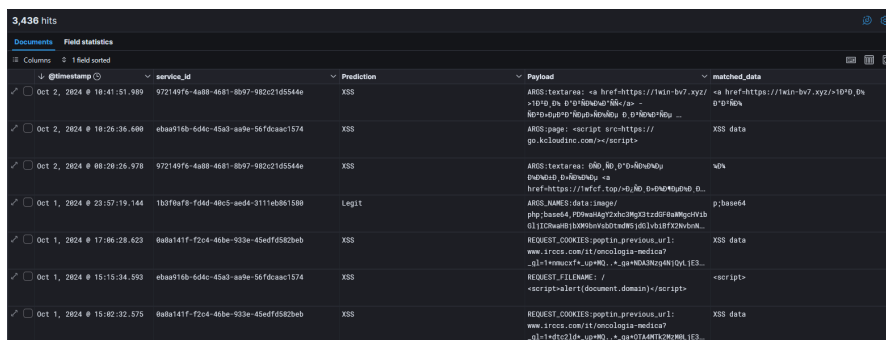 3,436 hits
Documents Field statistics
Columns 1 field sorted
@timestamp service_id Prediction Payload matched_data
Oct 2, 2024 @ 10:41:51.989 972149f6-4a88-4681-8b97-982c21d5544e XSS ARGS:textarea: <a href=https://1win-bv7.xyz/ <a href=https://1win-bv7.xyz/>
Oct 2, 2024 @ 10:26:36.600 ebaa916b-6d4c-45a3-aa9e-56fdcaac1574 XSS ARGS:page: <script src=https:// XSS data
go.kcloudinc.com/></script>
Oct 2, 2024 @ 08:20:26.978 972149f6-4a88-4681-8b97-982c21d5544e XSS ARGS:textarea:
<a
href=https://1wfcf.top/>
Oct 1, 2024 @ 23:57:19.144 1b3f0af8-fd4d-40c5-aed4-3111eb861580 Legit ARGS_NAMES:data:image/ p;base64
Oct 1, 2024 @ 17:06:28.623 0a8a141f-f2c4-46be-933e-45edfd582beb XSS REQUEST_COOKIES:poptin_previous_url: XSS data
www.irccs.com/it/oncologia-medica?
Oct 1, 2024 @ 15:15:34.593 ebaa916b-6d4c-45a3-aa9e-56fdcaac1574 XSS REQUEST_FILENAME: / <script>
<script>alert(document.domain)</script>
Oct 1, 2024 @ 15:02:32.575 0a8a141f-f2c4-46be-933e-45edfd582beb XSS REQUEST_COOKIES:poptin_previous_url: XSS data
www.irccs.com/it/oncologia-medica?